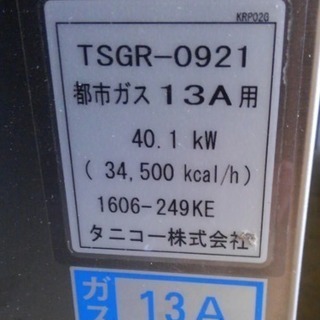 KRP020
TSGR-0921
都市ガス 13A用
40.1 kW
( 34,500 kcal/h)
1606-249KE
タニコー株式会社
ガス
13A